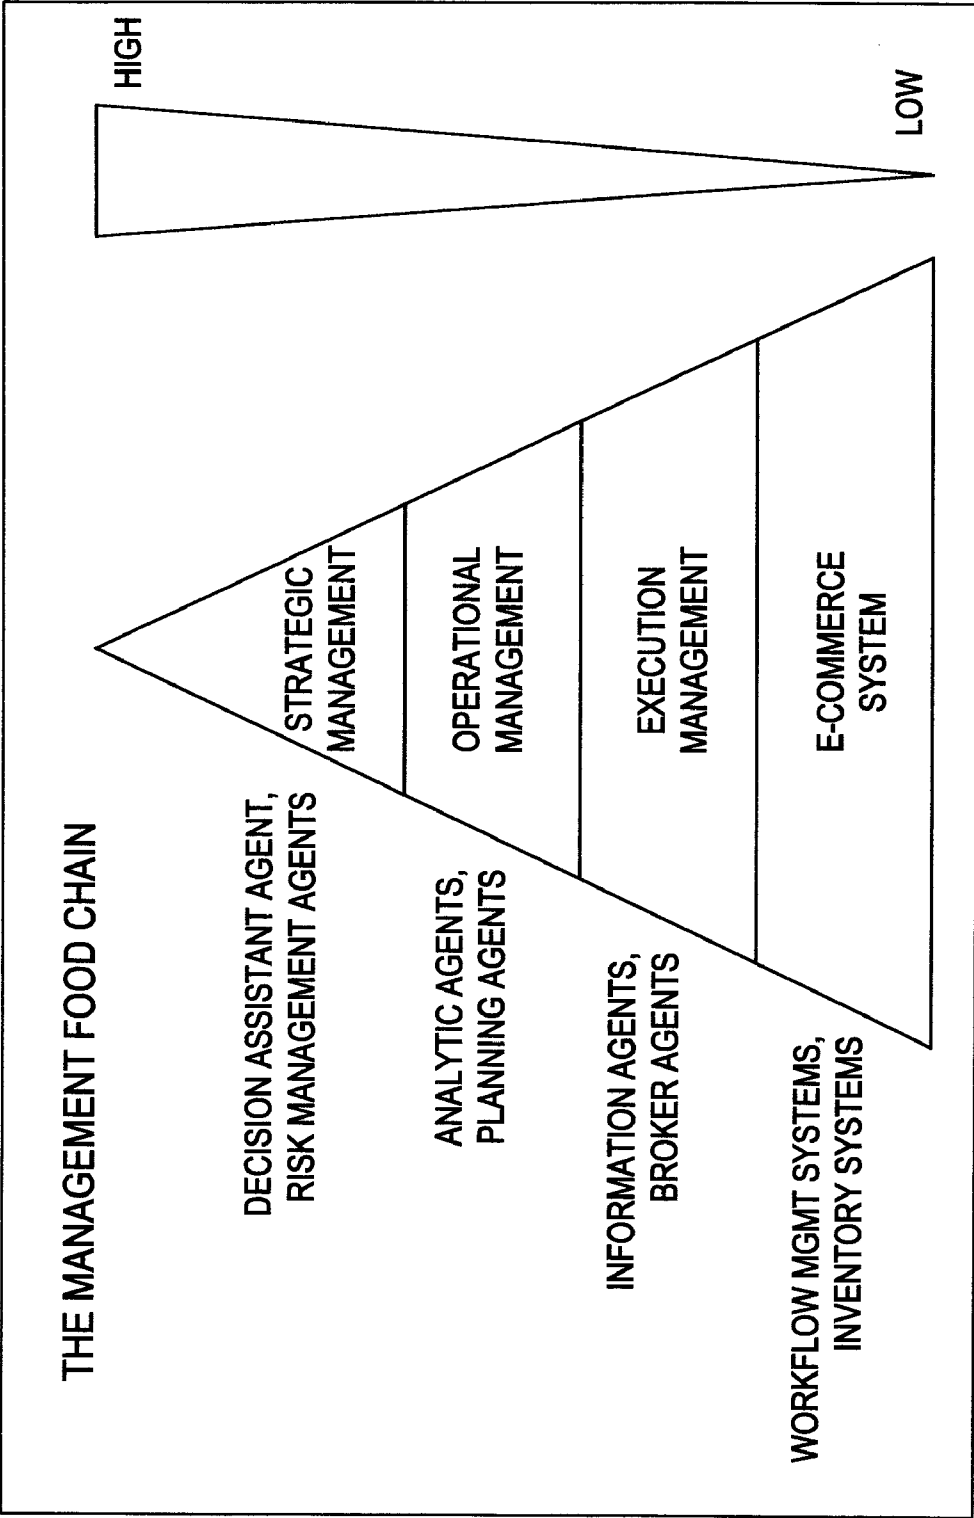 THE MANAGEMENT FOOD CHAIN
HIGH
DECISION ASSISTANT AGENT,
RISK MANAGEMENT AGENTS
STRATEGIC
MANAGEMENT
ANALYTIC AGENTS,
PLANNING AGENTS
OPERATIONAL
MANAGEMENT
INFORMATION AGENTS,
BROKER AGENTS
EXECUTION
MANAGEMENT
WORKFLOW MGMT SYSTEMS,
INVENTORY SYSTEMS
E-COMMERCE
SYSTEM
LOW